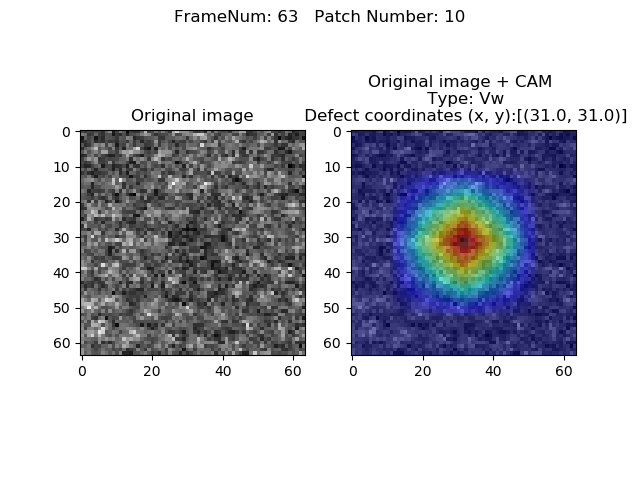 FrameNum: 63   Patch Number: 10
Original image
Original image + CAM
Type: Vw
Defect coordinates (x, y):[(31.0, 31.0)]
0
10
20
30
40
50
60
0 20 40 60
0
10
20
30
40
50
60
0 20 40 60